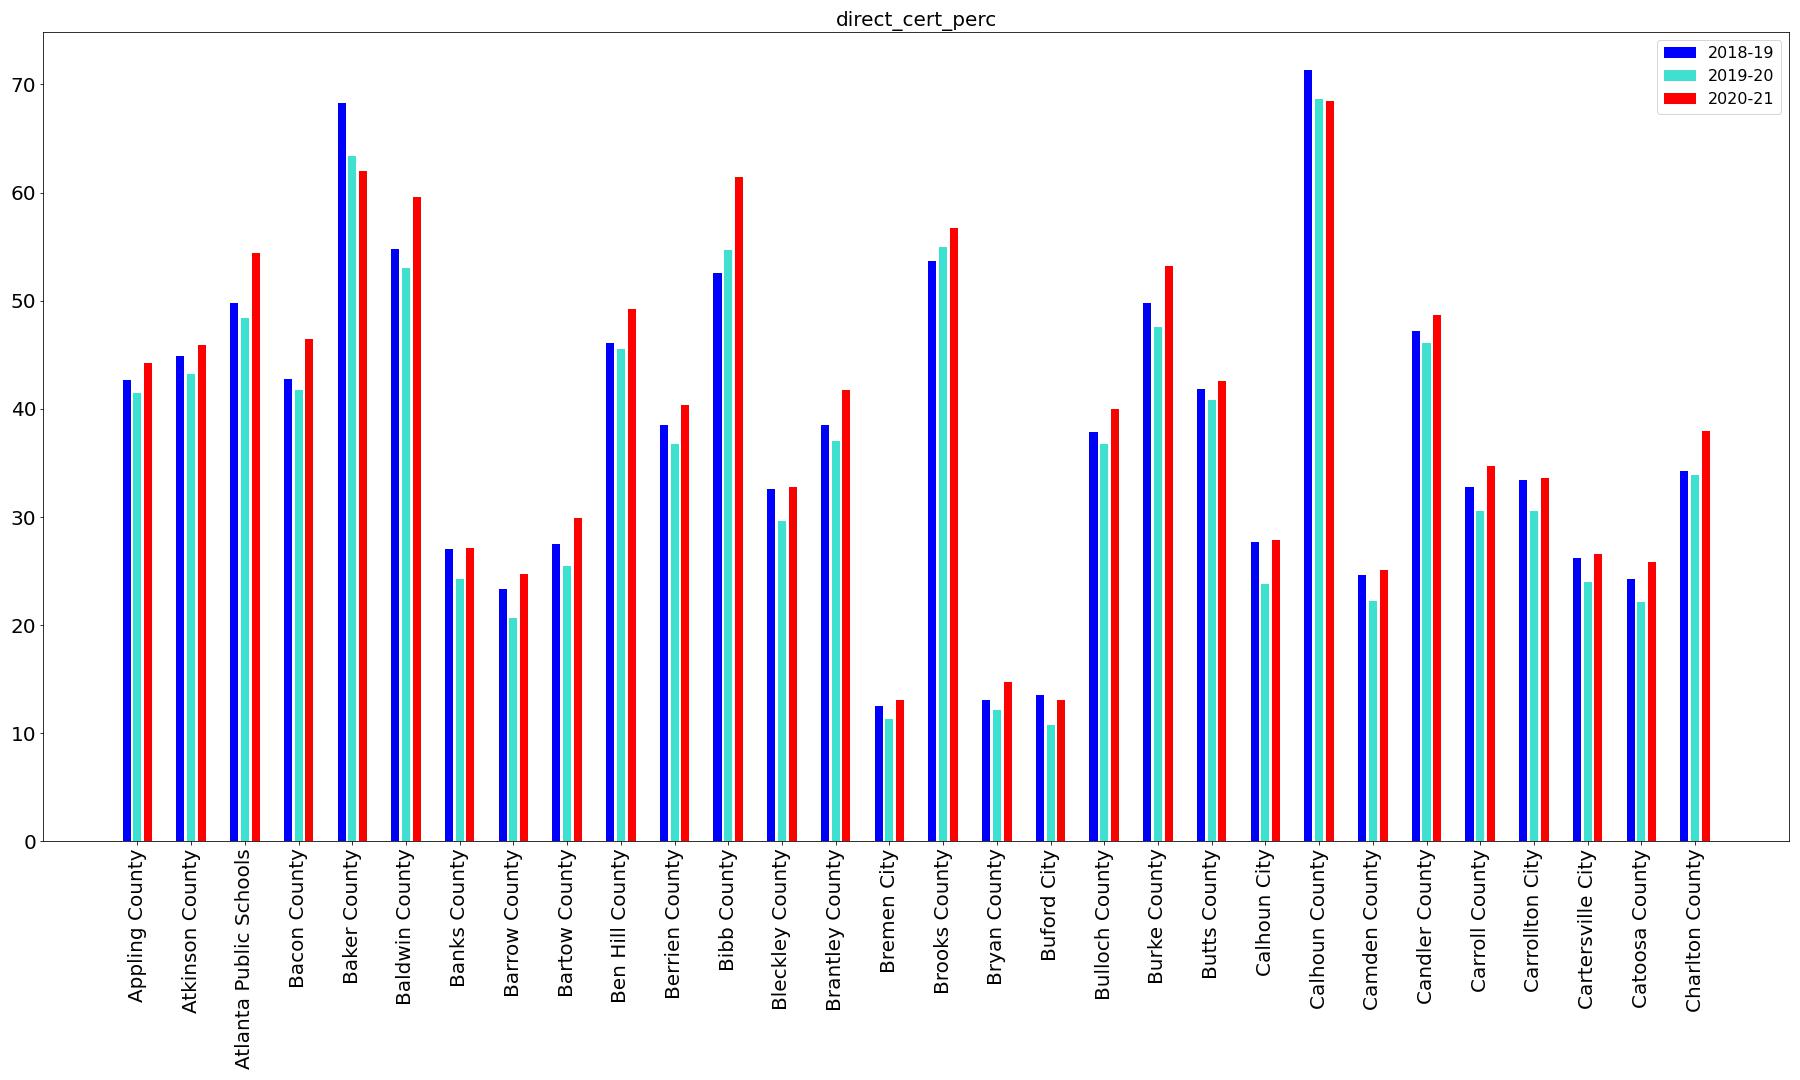 direct_cert_perc
2018-19
2019-20
2020-21
70
60
50
40
30
20
10
0
Appling County
Atkinson County
Atlanta Public Schools
Bacon County
Baker County
Baldwin County
Banks County
Barrow County
Bartow County
Ben Hill County
Berrien County
Bibb County
Bleckley County
Brantley County
Bremen City
Brooks County
Bryan County
Buford City
Bulloch County
Burke County
Butts County
Calhoun City
Calhoun County
Camden County
Candler County
Carroll County
Carrollton City
Cartersville City
Catoosa County
Charlton County